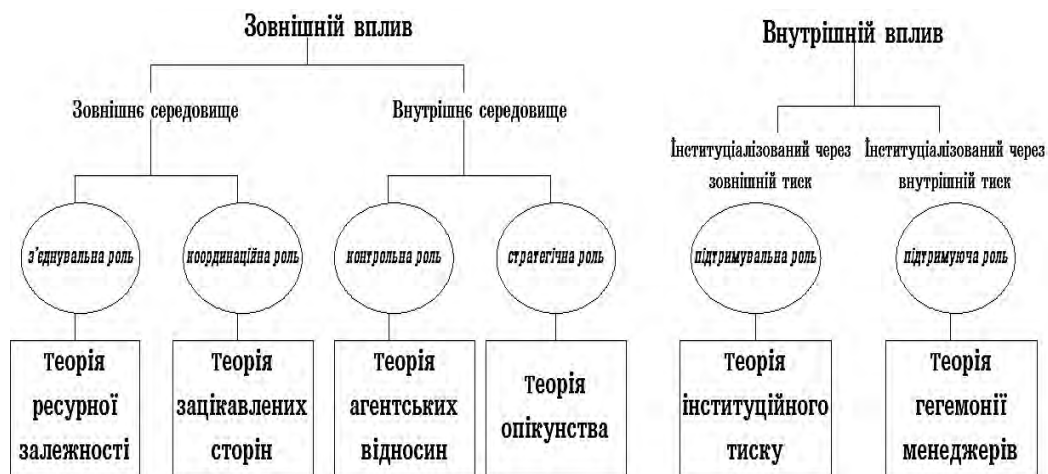 Зовнішній вплив
Внутрішній вплив
Зовнішнє середовище
Внутрішнє середовище
Інституціалізований через
зовнішній тиск
Інституціалізований через
внутрішній тиск
з'єднувальна роль
координаційна роль
контрольна роль
стратегічна роль
підтримувальна роль
підтримуюча роль
Теорія
ресурної
залежності
Теорія
зацікавлених
сторін
Теорія
агентських
відносин
Теорія
опікунства
Теорія
інституційного
тиску
Теорія
гегемонії
менеджерів